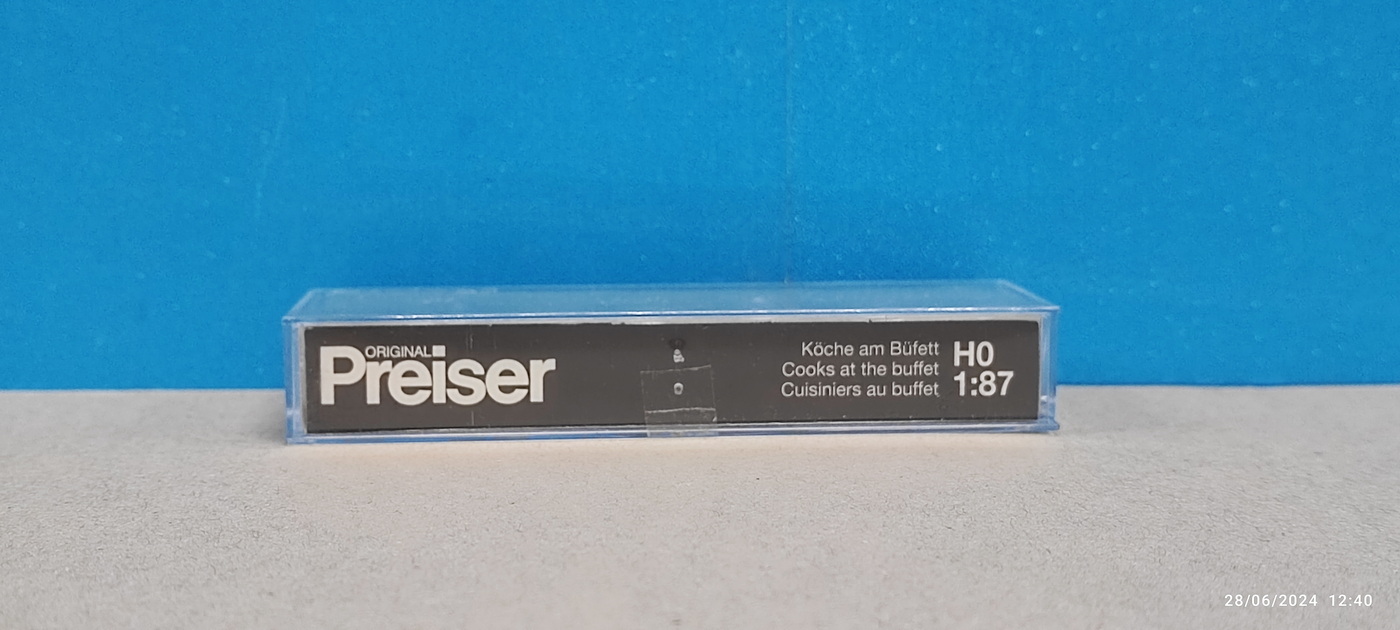 ORIGINAL
Preiser
Köche am Büfett
Cooks at the buffet
Cuisiniers au buffet
H0
1:87
28/06/2024 12:40